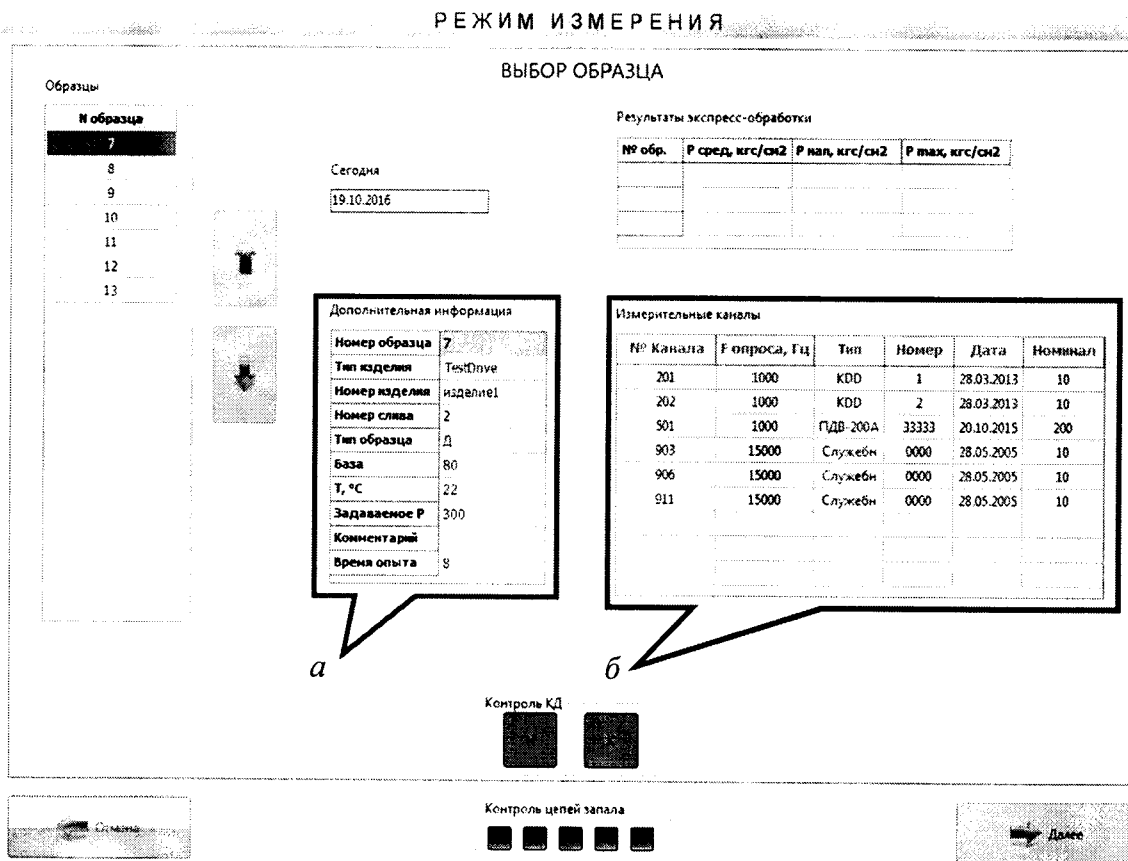 РЕЖИМ ИЗМЕРЕНИЯ
ВЫБОР ОБРАЗЦА
Образцы
N образца
7
8
9
10
11
12
13
Сегодня
19.10.2016
Результаты экспресс-обработки
№ обр. P сред, кгс/см2 P нап, кгс/см2 P max, кгс/см2
Дополнительная информация
Номер образца 7
Тип изделия TestDrive
Номер изделия изделие1
Номер слива 2
Тип образца Д
База 80
T, °C 22
Задаваемое P 300
Комментарий
Время опыта 8
Измерительные каналы
№ Канала F опроса, Гц Тип Номер Дата Номинал
201 1000 KDD 1 28.03.2013 10
202 1000 KDD 2 28.03.2013 10
501 1000 ПДВ-200А 33333 20.10.2015 200
903 15000 Служебн 0000 28.05.2005 10
906 15000 Служебн 0000 28.05.2005 10
911 15000 Служебн 0000 28.05.2005 10
а
б
Контроль КД
Контроль цепей запала
Отмена
Далее